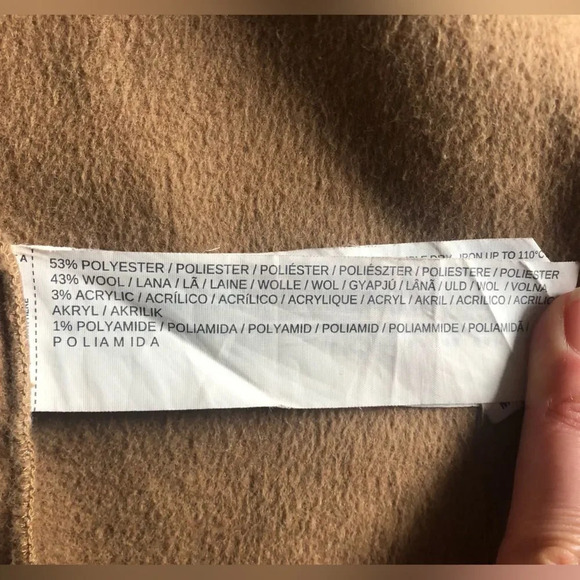 IRON UP TO 110°C
53% POLYESTER / POLIESTER / POLIÉSTER / POLIÉSZTER / POLIESTERE / POLIESTER
43% WOOL / LANA / LÃ / LAINE / WOLLE / WOL / GYAPJÚ / LÂNĂ / ULD / WOL / VOLNA
3% ACRYLIC / ACRÍLICO / ACRÍLICO / ACRYLIQUE / ACRYL / AKRIL / ACRILICO / ACRILIC
AKRYL / AKRILIK
1% POLYAMIDE / POLIAMIDA / POLYAMID / POLIAMID / POLIAMMIDE / POLIAMIDĂ /
POLIAMIDA